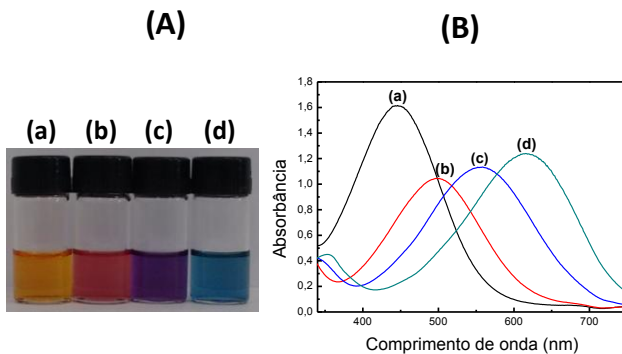 (A)
(B)
(a) (b) (c) (d)
1,8
1,6
1,4
1,2
1,0
0,8
0,6
0,4
0,2
0,0
Absorbância
(a)
(b)
(c)
(d)
400 500 600 700
Comprimento de onda (nm)